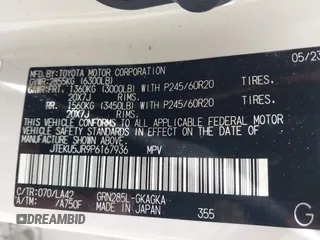 MFD. BY:TOYOTA MOTOR CORPORATION 05/23
GVWR:2855KG (6300LB)
GAWR:FRT. 1360KG (3000LB) WITH P245/60R20 TIRES,
20X7J RIMS,
RR. 1560KG (3450LB) WITH P245/60R20 TIRES,
20X7J RIMS,
THIS VEHICLE CONFORMS TO ALL APPLICABLE
FEDERAL MOTOR VEHICLE SAFETY
STANDARDS IN EFFECT ON THE DATE OF
MANUFACTURE SHOWN ABOVE.
JTEKU5JR9P6167936 MPV
C/TR:070/LA42 GRN285L-GKAGKA
A/TM: /A750F MADE IN JAPAN 355 G